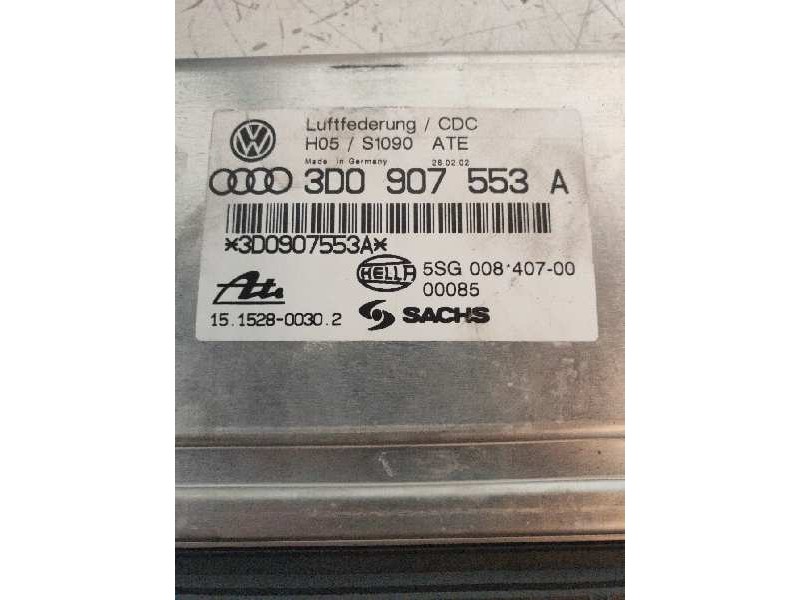 Luftfederung / CDC
H05 / S1090 ATE
Made in Germany 28.02.02
3D0 907 553 A
*3D0907553A*
HELLA 5SG 008*407-00
00085
Ate
15.1528-0030.2 SACHS